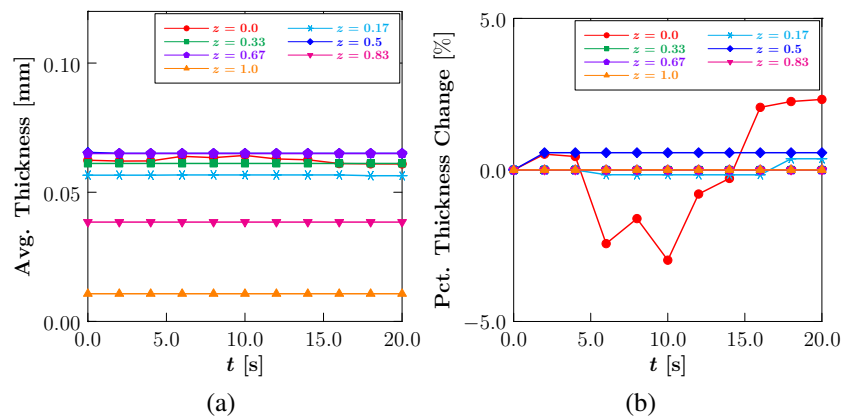 0.10
0.05
0.00
Avg. Thickness [mm]
z = 0.0
z = 0.17
z = 0.33
z = 0.5
z = 0.67
z = 0.83
z = 1.0
0.0 5.0 10.0 15.0 20.0
t [s]
(a)
5.0
0.0
−5.0
Pct. Thickness Change [%]
z = 0.0
z = 0.17
z = 0.33
z = 0.5
z = 0.67
z = 0.83
z = 1.0
0.0 5.0 10.0 15.0 20.0
t [s]
(b)